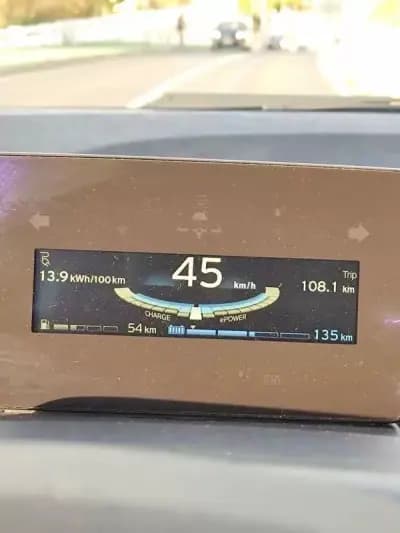 45 km/h
13.9 kWh/100 km
Trip
108.1 km
CHARGE
ePOWER
54 km
135 km